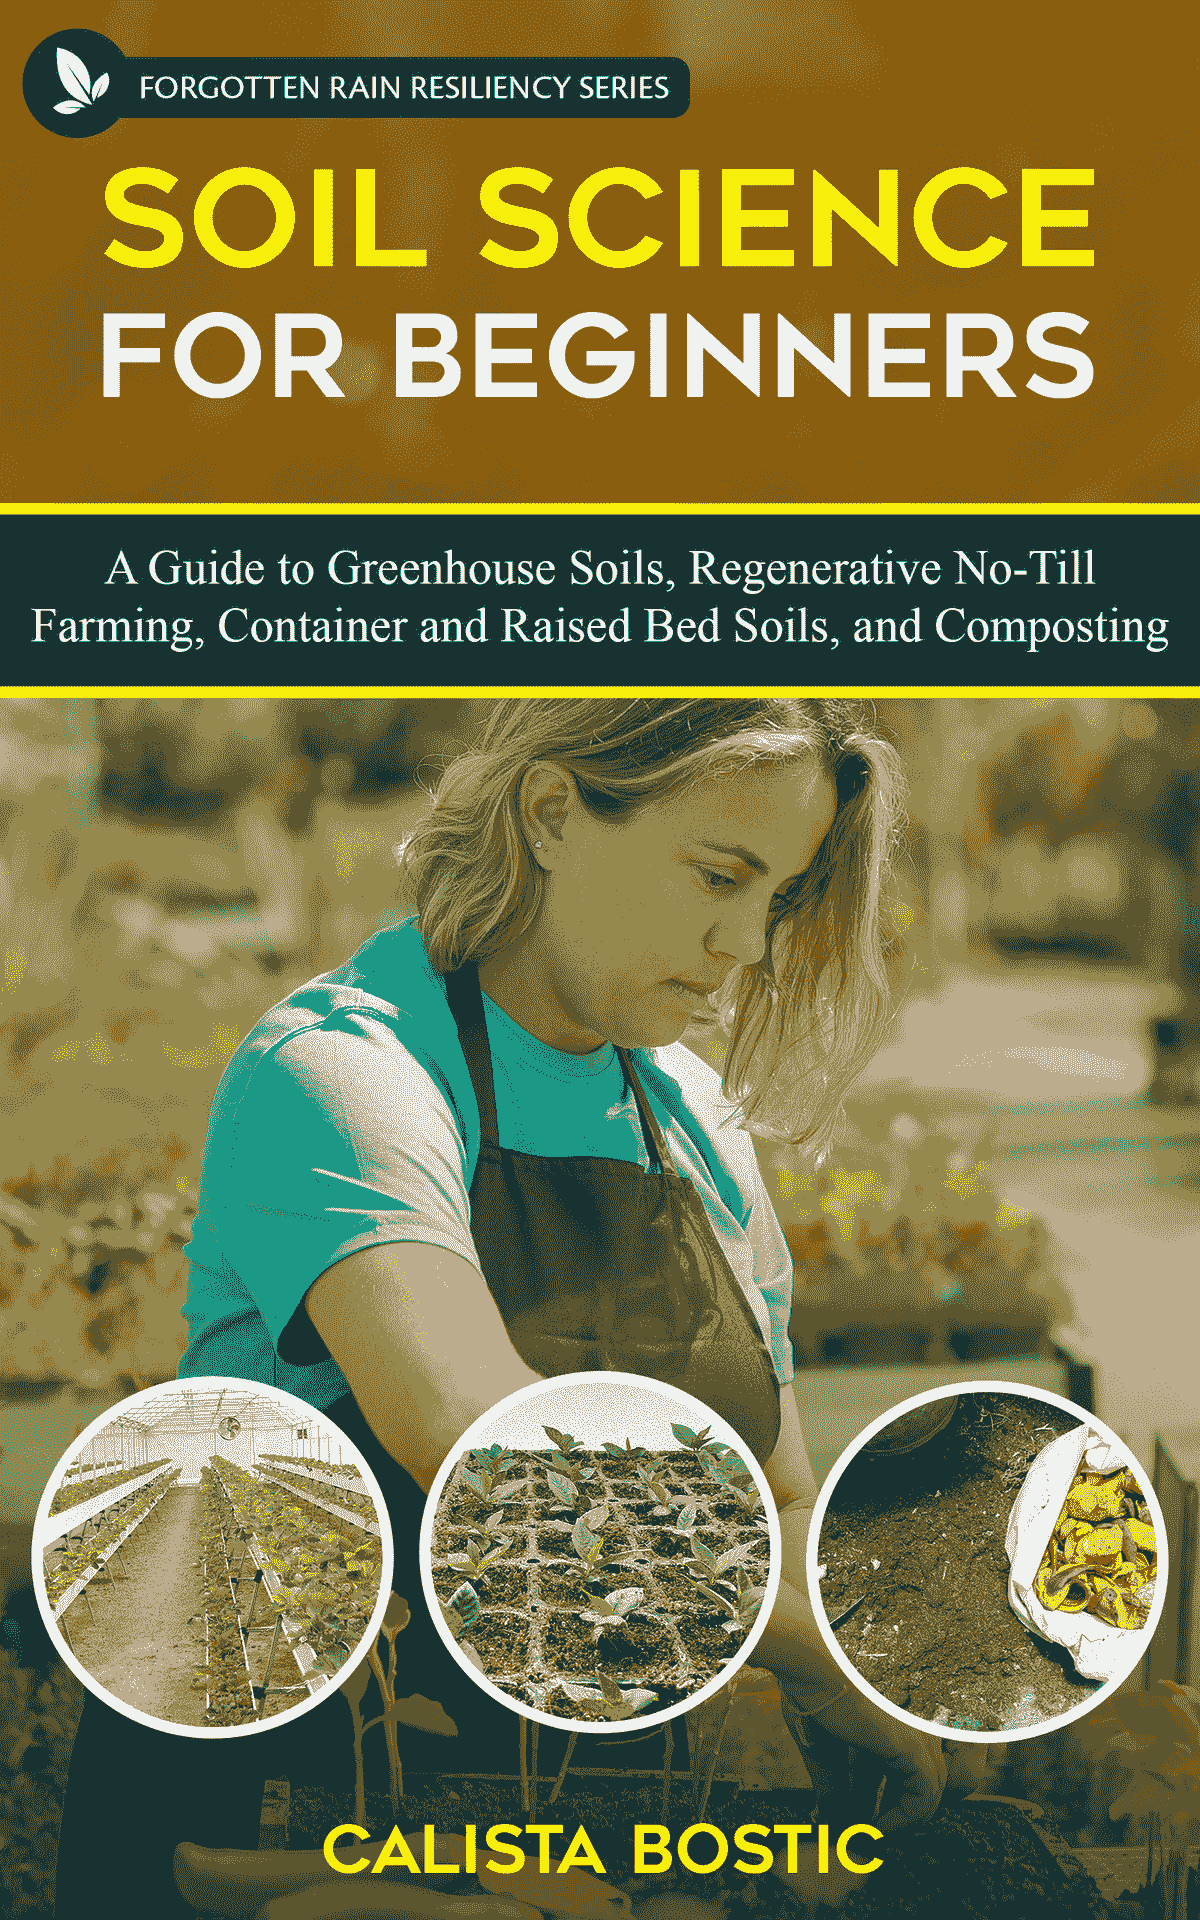 FORGOTTEN RAIN RESILIENCY SERIES
SOIL SCIENCE
FOR BEGINNERS
A Guide to Greenhouse Soils, Regenerative No-Till
Farming, Container and Raised Bed Soils, and Composting
CALISTA BOSTIC